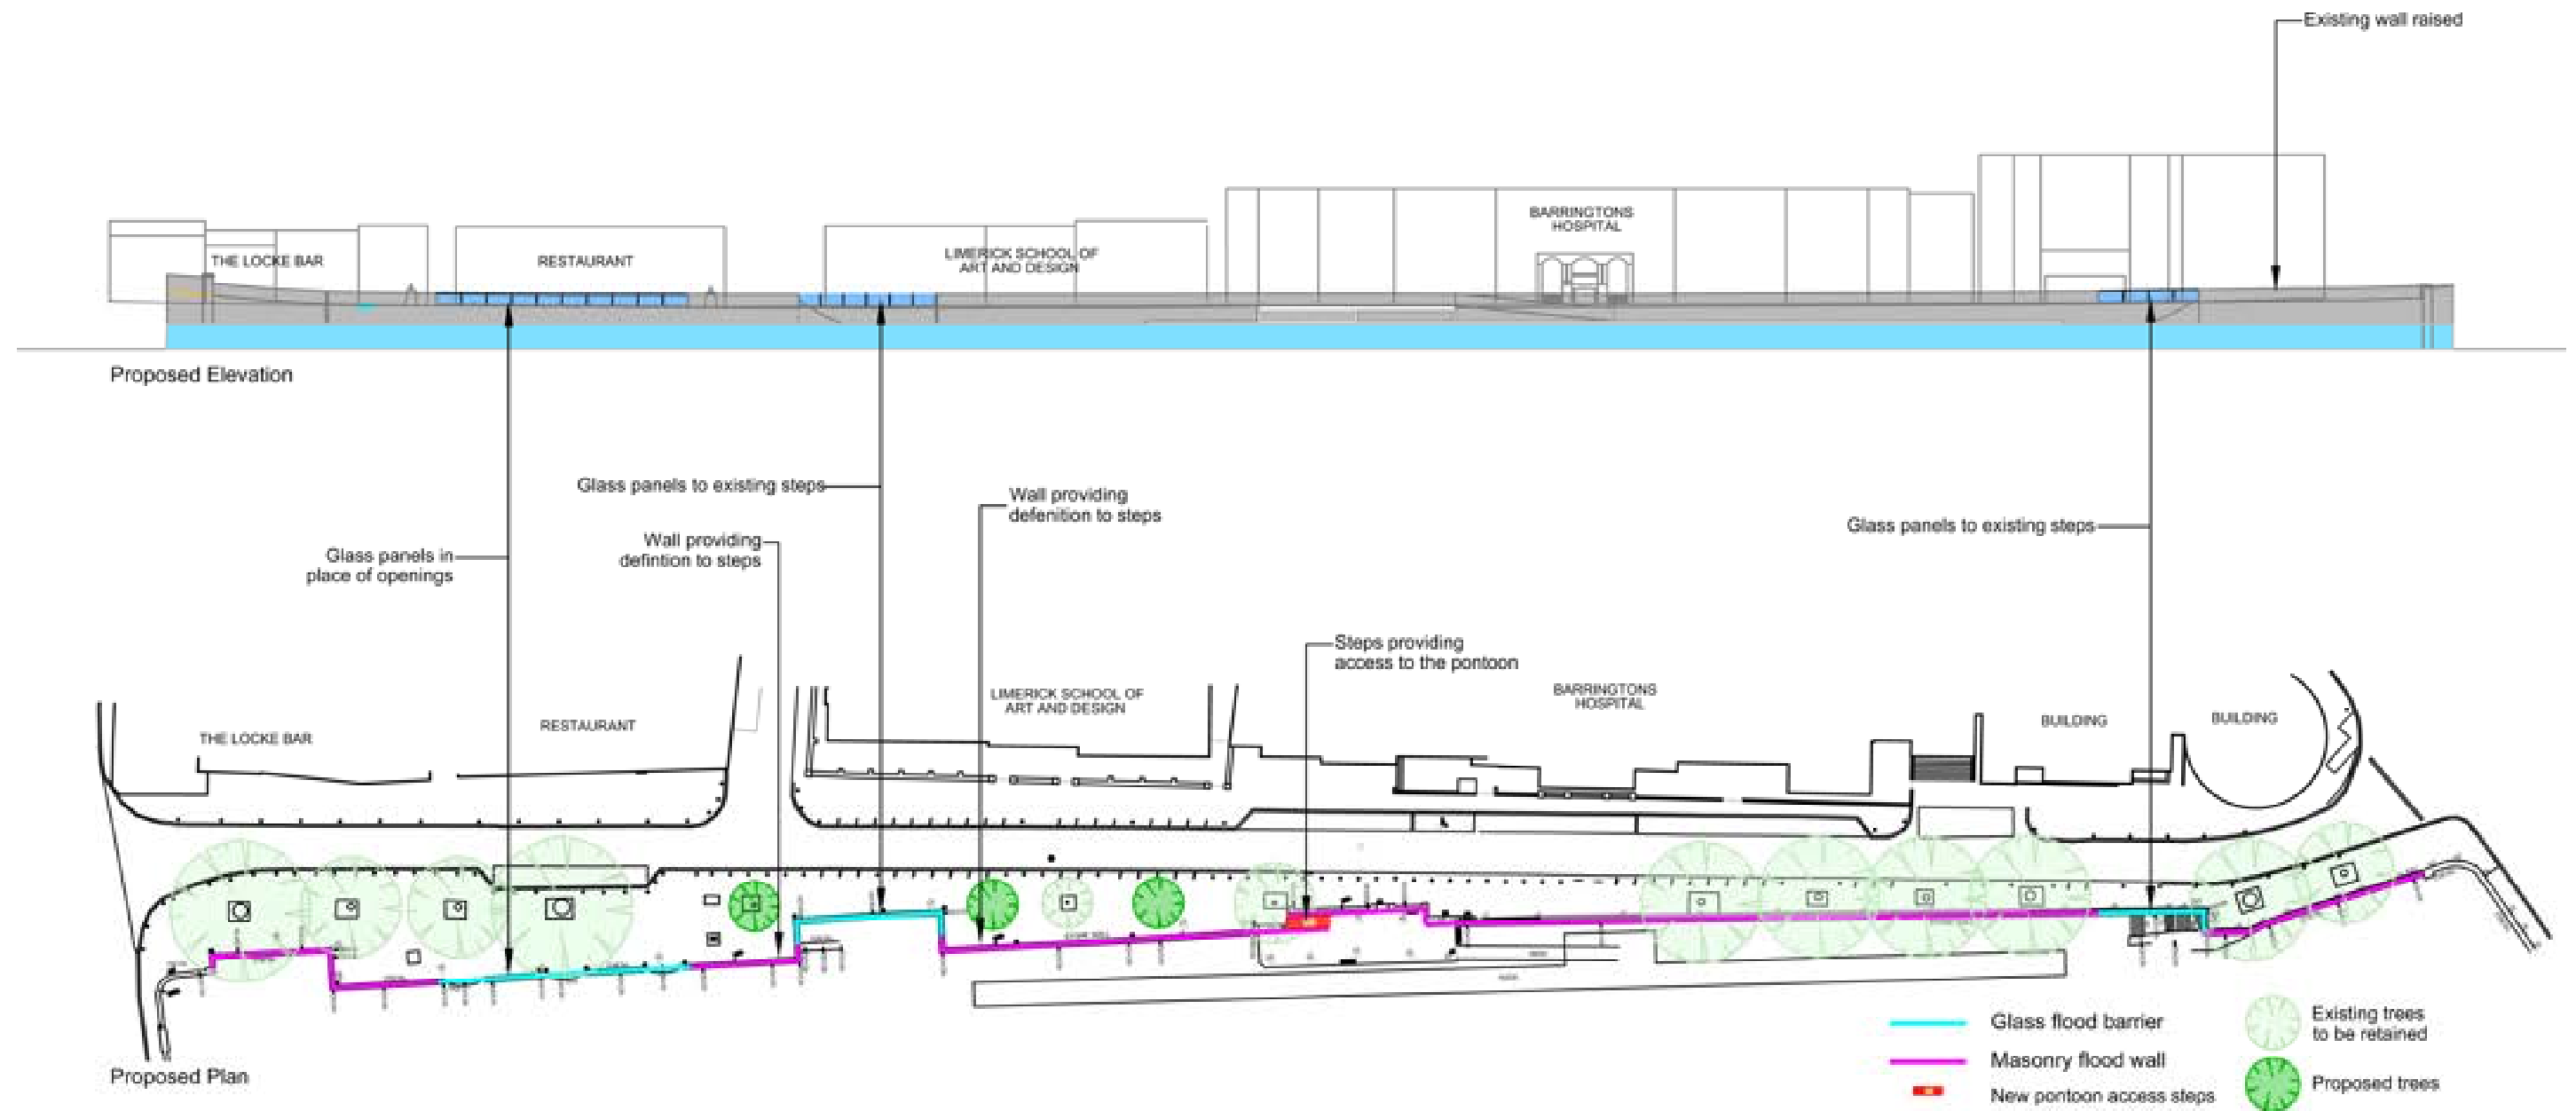 Existing wall raised
BARRINGTONS
HOSPITAL
THE LOCKE BAR
RESTAURANT
LIMERICK SCHOOL OF
ART AND DESIGN
Proposed Elevation
Glass panels to existing steps
Wall providing
defenition to steps
Glass panels to existing steps
Wall providing
defintion to steps
Glass panels in
place of openings
Steps providing
access to the pontoon
LIMERICK SCHOOL OF
ART AND DESIGN
BARRINGTONS
HOSPITAL
THE LOCKE BAR
RESTAURANT
BUILDING
BUILDING
Glass flood barrier
Masonry flood wall
New pontoon access steps
Existing trees
to be retained
Proposed trees
Proposed Plan